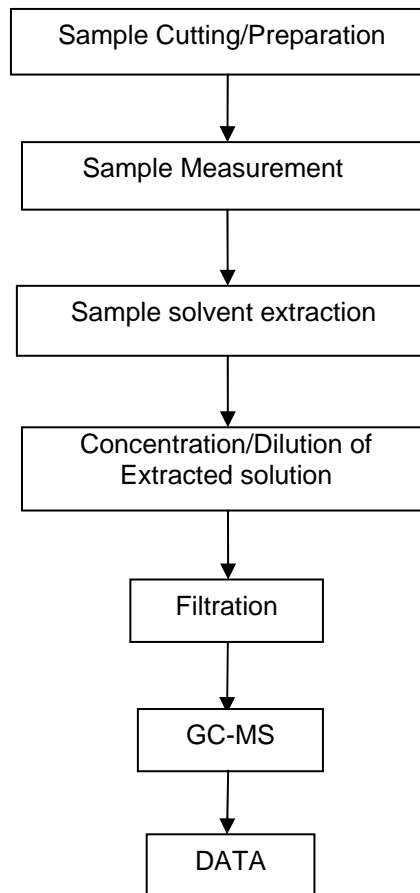 Sample Cutting/Preparation
Sample Measurement
Sample solvent extraction
Concentration/Dilution of
Extracted solution
Filtration
GC-MS
DATA